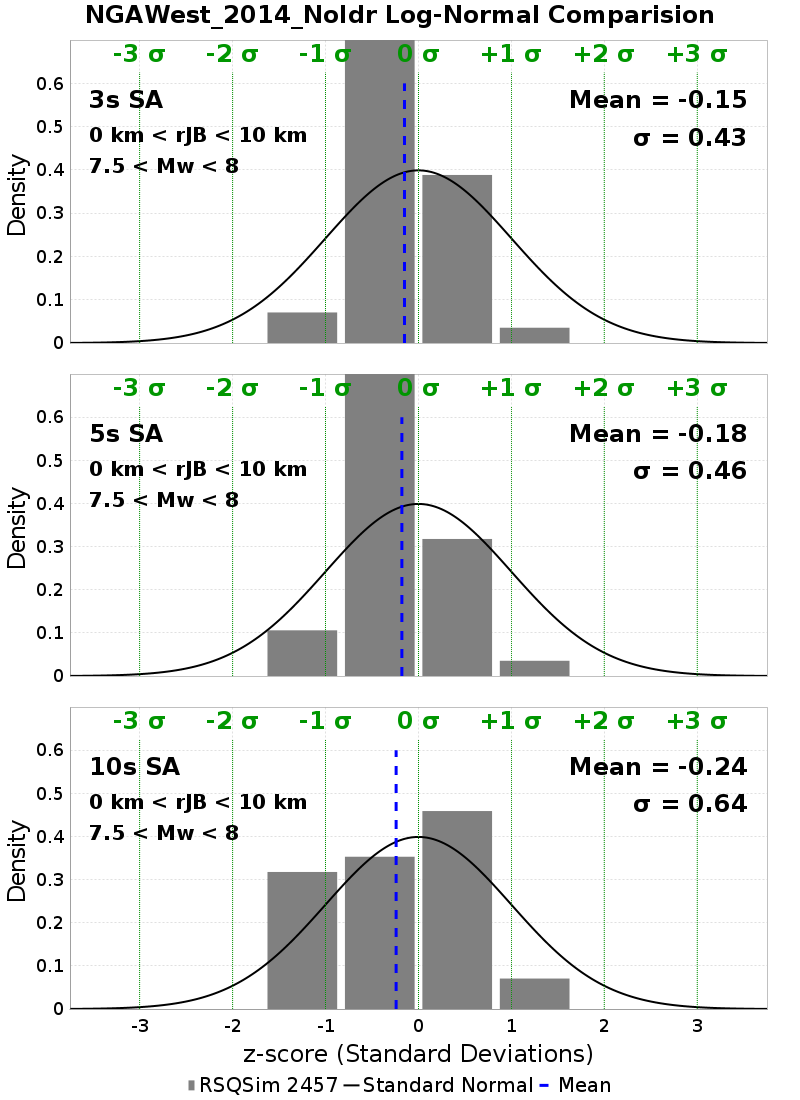 NGAWest_2014_NoIdr Log-Normal Comparision
-3 σ -2 σ -1 σ 0 σ +1 σ +2 σ +3 σ
3s SA
Mean = -0.15
0 km < rJB < 10 km
σ = 0.43
7.5 < Mw < 8
Density
0.6
0.5
0.4
0.3
0.2
0.1
0
-3 σ -2 σ -1 σ 0 σ +1 σ +2 σ +3 σ
5s SA
Mean = -0.18
0 km < rJB < 10 km
σ = 0.46
7.5 < Mw < 8
Density
0.6
0.5
0.4
0.3
0.2
0.1
0
-3 σ -2 σ -1 σ 0 σ +1 σ +2 σ +3 σ
10s SA
Mean = -0.24
0 km < rJB < 10 km
σ = 0.64
7.5 < Mw < 8
Density
0.6
0.5
0.4
0.3
0.2
0.1
0
-3 -2 -1 0 1 2 3
z-score (Standard Deviations)
RSQSim 2457 Standard Normal Mean